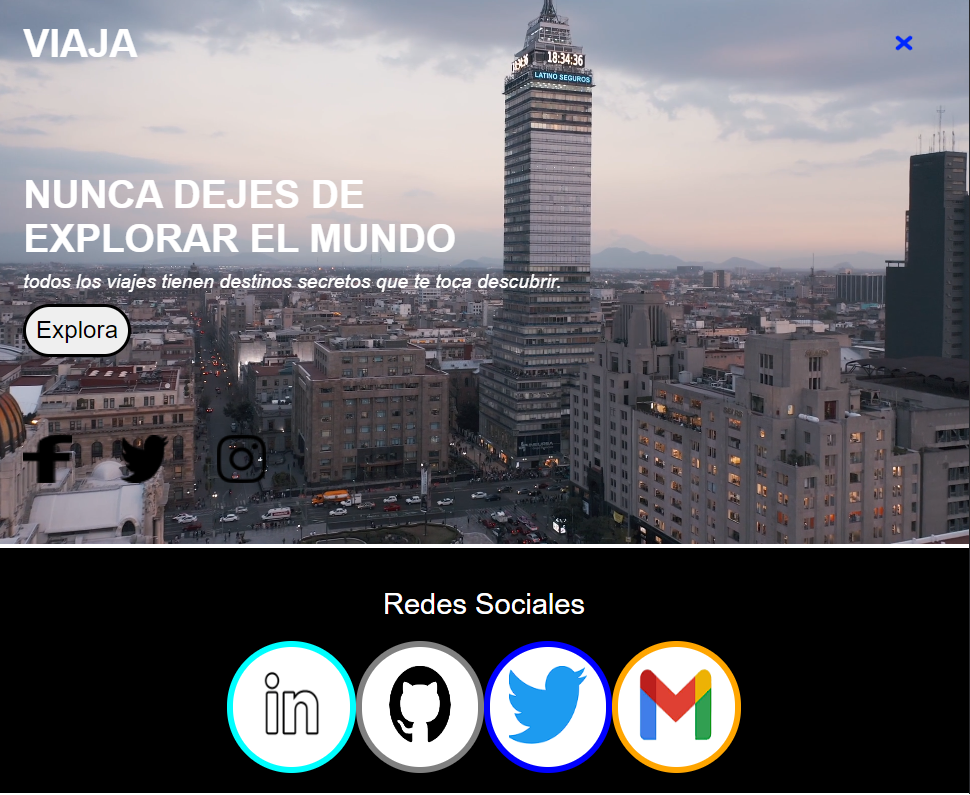 VIAJA
18:34:36
LATINO SEGUROS
NUNCA DEJES DE
EXPLORAR EL MUNDO
todos los viajes tienen destinos secretos que te toca descubrir.
Explora
Redes Sociales
in